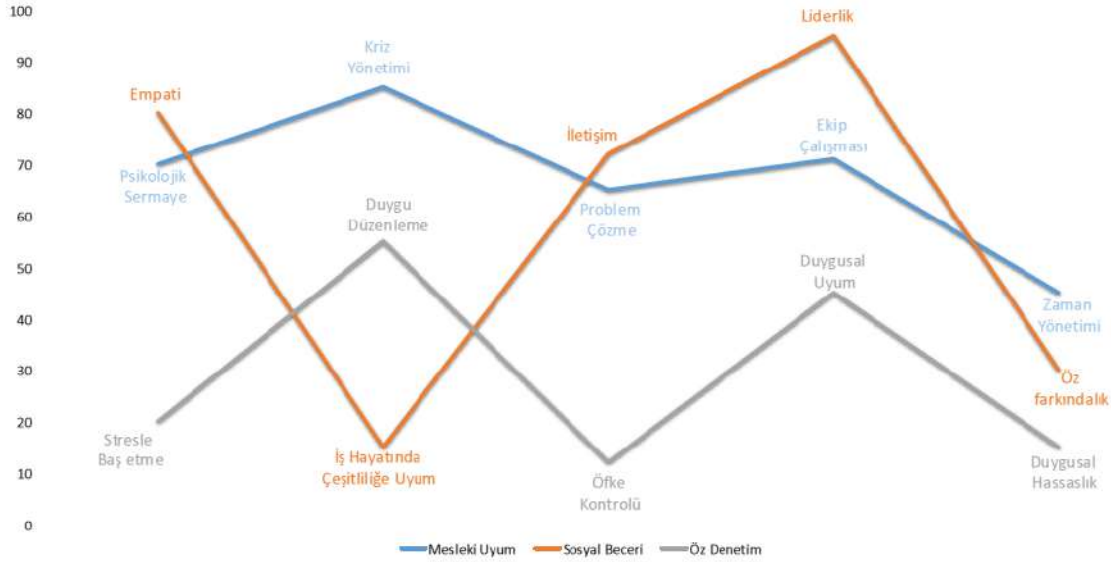 100
90
80
70
60
50
40
30
20
10
0
Empati
Psikolojik
Sermaye
Stresle
Baş etme
Kriz
Yönetimi
Duygu
Düzenleme
İş Hayatında
Çeşitliliğe Uyum
İletişim
Problem
Çözme
Öfke
Kontrolü
Liderlik
Ekip
Çalışması
Duygusal
Uyum
Zaman
Yönetimi
Öz
farkındalık
Duygusal
Hassaslık
Mesleki Uyum
Sosyal Beceri
Öz Denetim